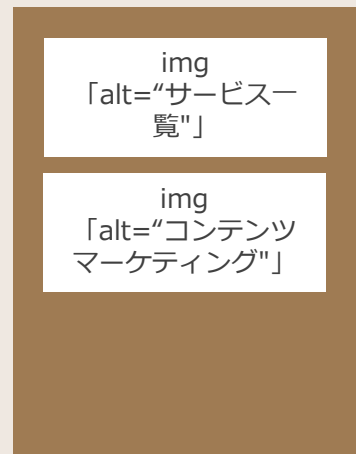 img
「alt=“サービス一
覧"」
img
「alt=“コンテンツ
マーケティング"」